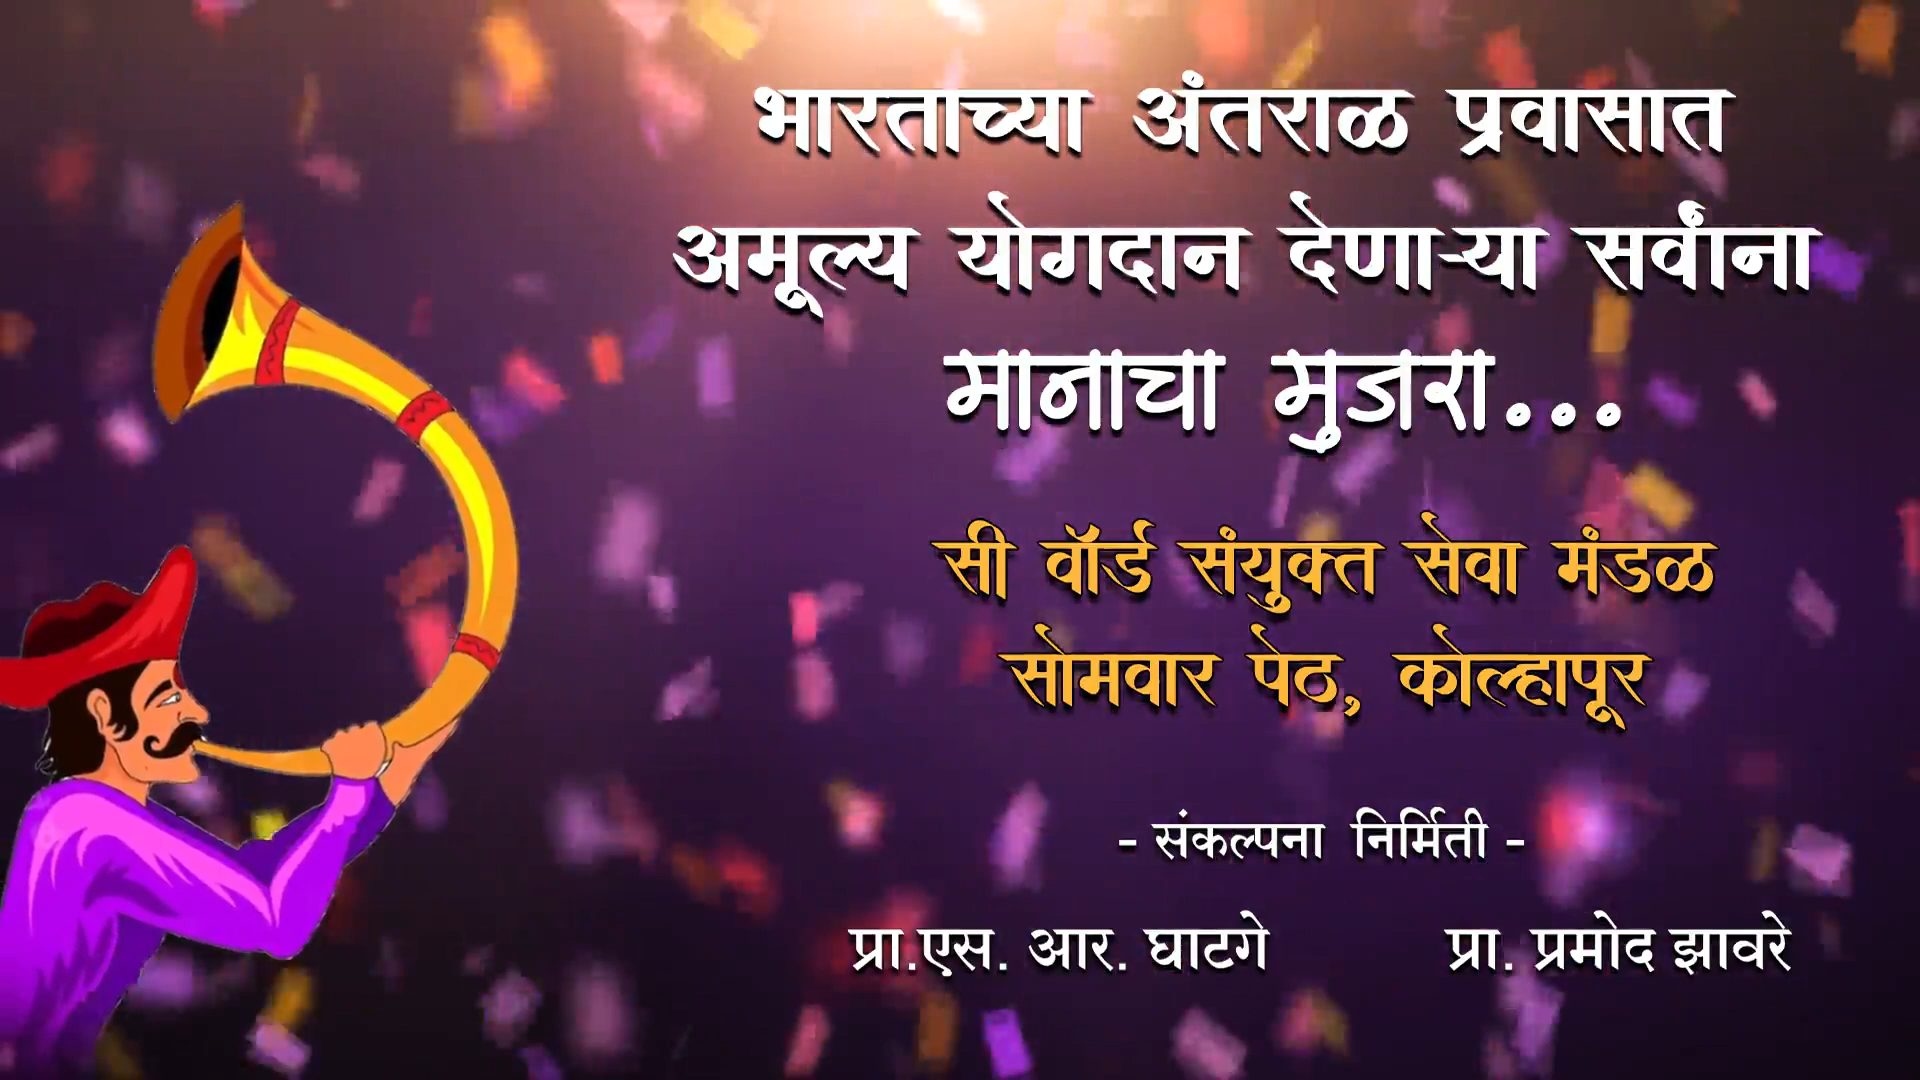 भारताच्या अंतराळ प्रवासात
अमूल्य योगदान देणाऱ्या सर्वांना
मानाचा मुजरा...
सी वॉर्ड संयुक्त सेवा मंडळ
सोमवार पेठ, कोल्हापूर
- संकल्पना निर्मिती -
प्रा.एस. आर. घाटगे प्रा. प्रमोद झावरे